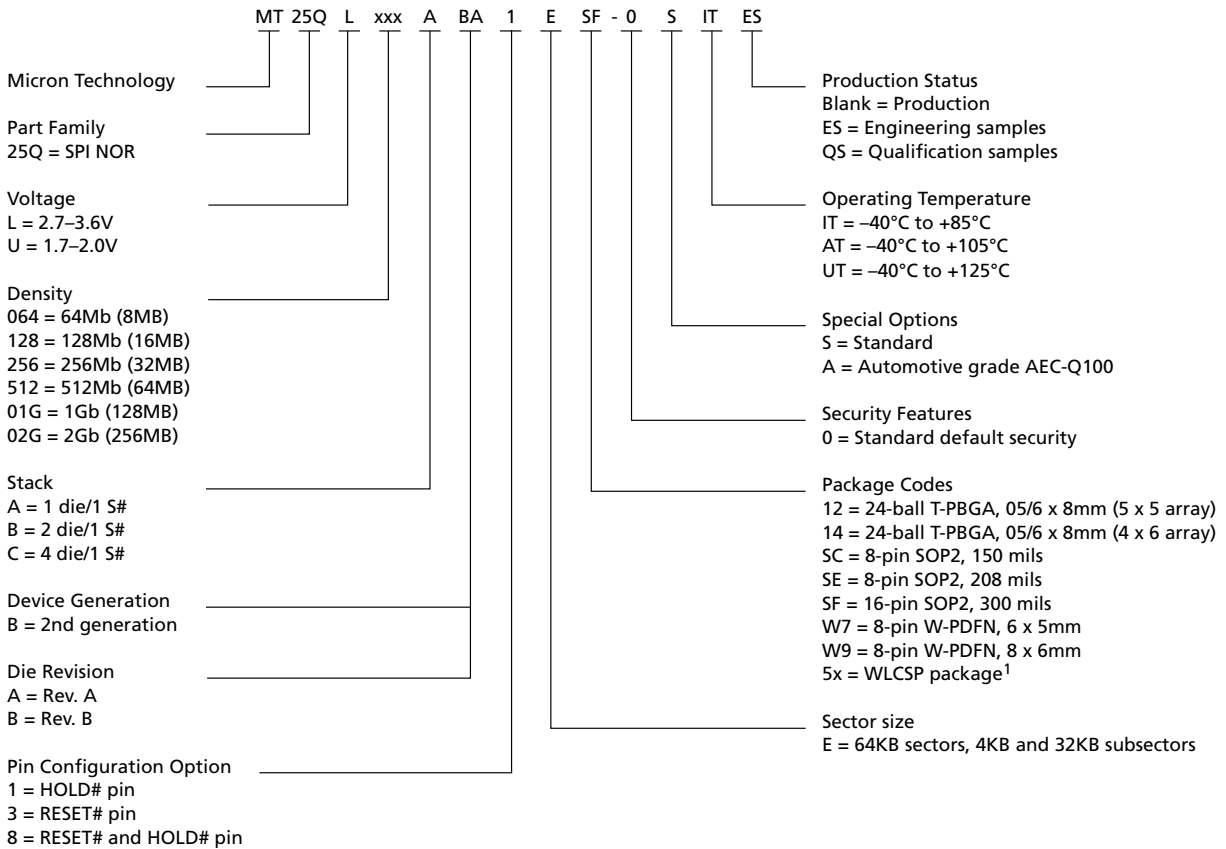 MT 25Q L xxx A BA 1 E SF - 0 S IT ES
Micron Technology
Part Family
25Q = SPI NOR
Voltage
L = 2.7–3.6V
U = 1.7–2.0V
Density
064 = 64Mb (8MB)
128 = 128Mb (16MB)
256 = 256Mb (32MB)
512 = 512Mb (64MB)
01G = 1Gb (128MB)
02G = 2Gb (256MB)
Stack
A = 1 die/1 S#
B = 2 die/1 S#
C = 4 die/1 S#
Device Generation
B = 2nd generation
Die Revision
A = Rev. A
B = Rev. B
Pin Configuration Option
1 = HOLD# pin
3 = RESET# pin
8 = RESET# and HOLD# pin
Production Status
Blank = Production
ES = Engineering samples
QS = Qualification samples
Operating Temperature
IT = –40°C to +85°C
AT = –40°C to +105°C
UT = –40°C to +125°C
Special Options
S = Standard
A = Automotive grade AEC-Q100
Security Features
0 = Standard default security
Package Codes
12 = 24-ball T-PBGA, 05/6 x 8mm (5 x 5 array)
14 = 24-ball T-PBGA, 05/6 x 8mm (4 x 6 array)
SC = 8-pin SOP2, 150 mils
SE = 8-pin SOP2, 208 mils
SF = 16-pin SOP2, 300 mils
W7 = 8-pin W-PDFN, 6 x 5mm
W9 = 8-pin W-PDFN, 8 x 6mm
5x = WLCSP package1
Sector size
E = 64KB sectors, 4KB and 32KB subsectors